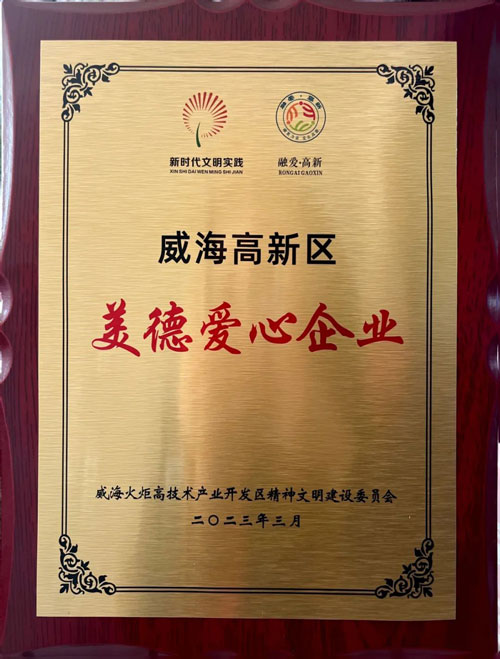 新时代文明实践
XIN SHI DAI WEN MING SHI JIAN
融爱·高新
RONGAI GAOXIN
威海高新区
美德爱心企业
威海火炬高技术产业开发区精神文明建设委员会
二〇二三年三月